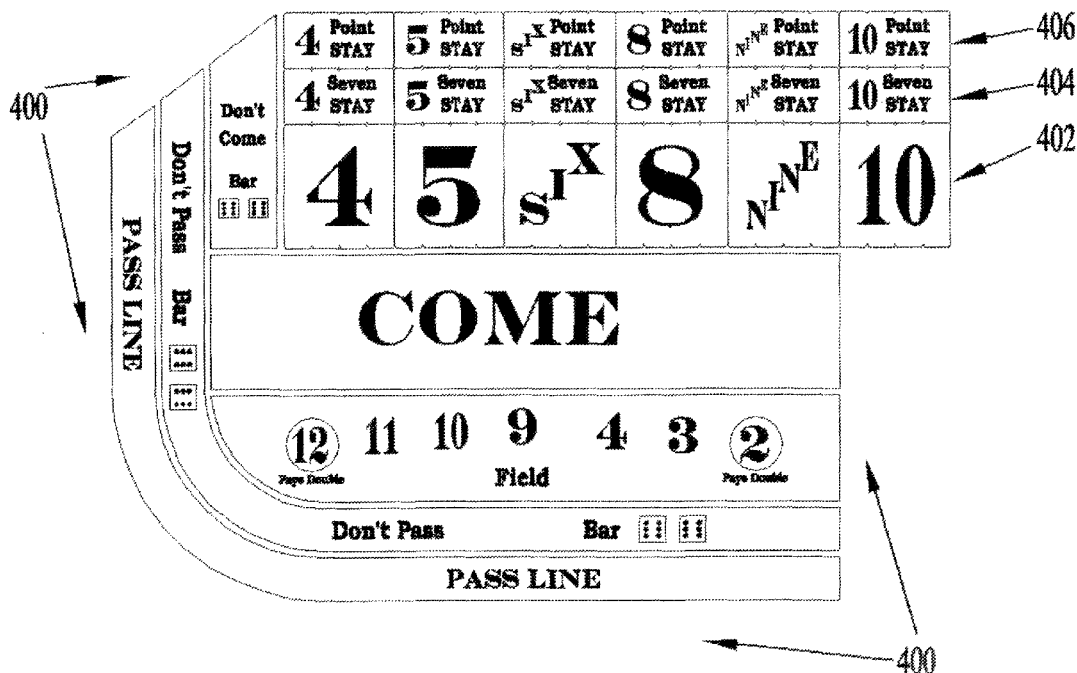 4 Point STAY 5 Point STAY SIX Point STAY 8 Point STAY NINE Point STAY 10 Point STAY 406
4 Seven STAY 5 Seven STAY SIX Seven STAY 8 Seven STAY NINE Seven STAY 10 Seven STAY 404
400
Don't
Come
Bar
4 5 SIX 8 NINE 10 402
Don't Pass Bar
PASS LINE
COME
12 11 10 9 4 3 2
Pays Double Field Pays Double
Don't Pass Bar
PASS LINE
400